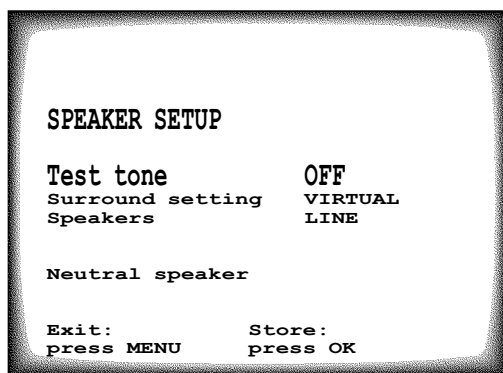 SPEAKER SETUP
Test tone OFF
Surround setting VIRTUAL
Speakers LINE
Neutral speaker
Exit: Store:
press MENU press OK